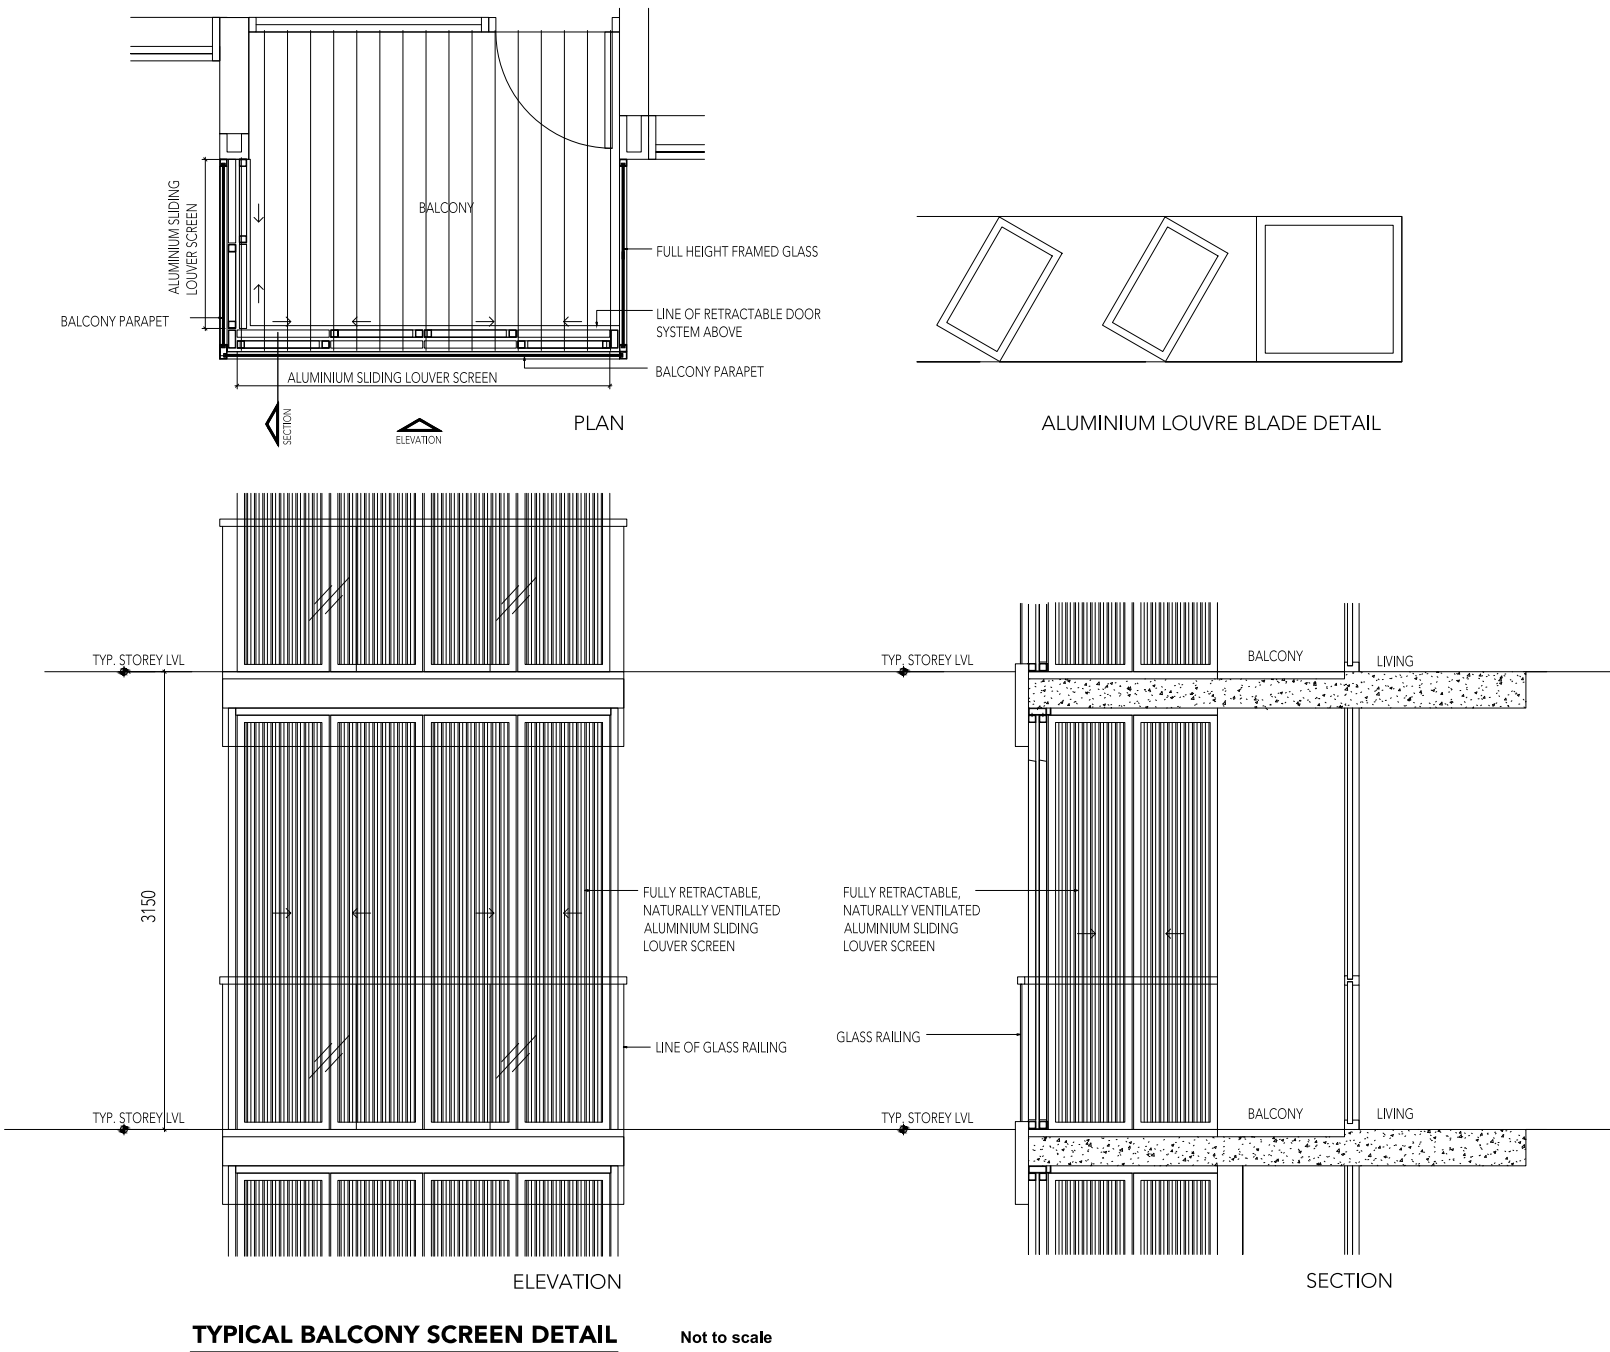 BALCONY
ALUMINIUM SLIDING
LOUVER SCREEN
FULL HEIGHT FRAMED GLASS
BALCONY PARAPET
LINE OF RETRACTABLE DOOR
SYSTEM ABOVE
BALCONY PARAPET
ALUMINIUM SLIDING LOUVER SCREEN
SECTION
ELEVATION
PLAN
ALUMINIUM LOUVRE BLADE DETAIL
TYP. STOREY LVL
TYP. STOREY LVL
BALCONY
LIVING
3150
FULLY RETRACTABLE,
NATURALLY VENTILATED
ALUMINIUM SLIDING
LOUVER SCREEN
FULLY RETRACTABLE,
NATURALLY VENTILATED
ALUMINIUM SLIDING
LOUVER SCREEN
LINE OF GLASS RAILING
GLASS RAILING
TYP. STOREY LVL
TYP. STOREY LVL
BALCONY
LIVING
ELEVATION
SECTION
TYPICAL BALCONY SCREEN DETAIL
Not to scale